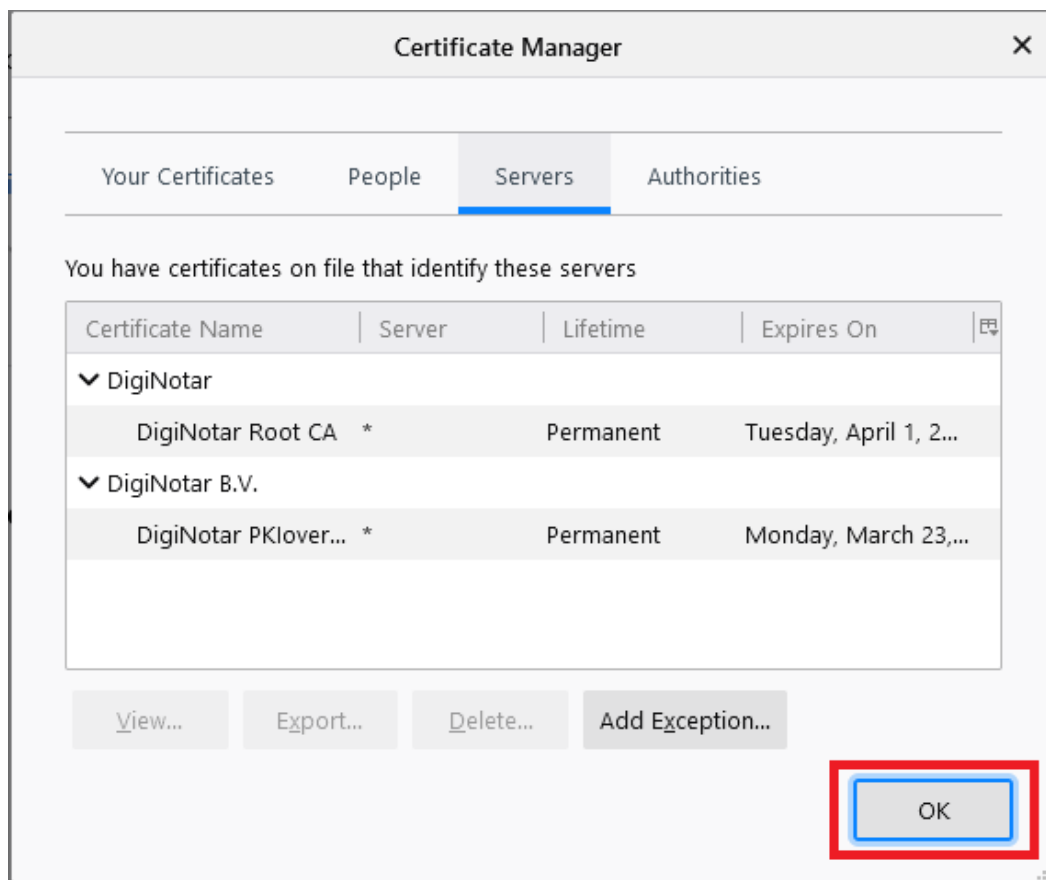 Certificate Manager
Your Certificates People Servers Authorities
You have certificates on file that identify these servers
Certificate Name Server Lifetime Expires On
DigiNotar
DigiNotar Root CA * Permanent Tuesday, April 1, 2...
DigiNotar B.V.
DigiNotar PKIover... * Permanent Monday, March 23,...
View... Export... Delete... Add Exception...
OK